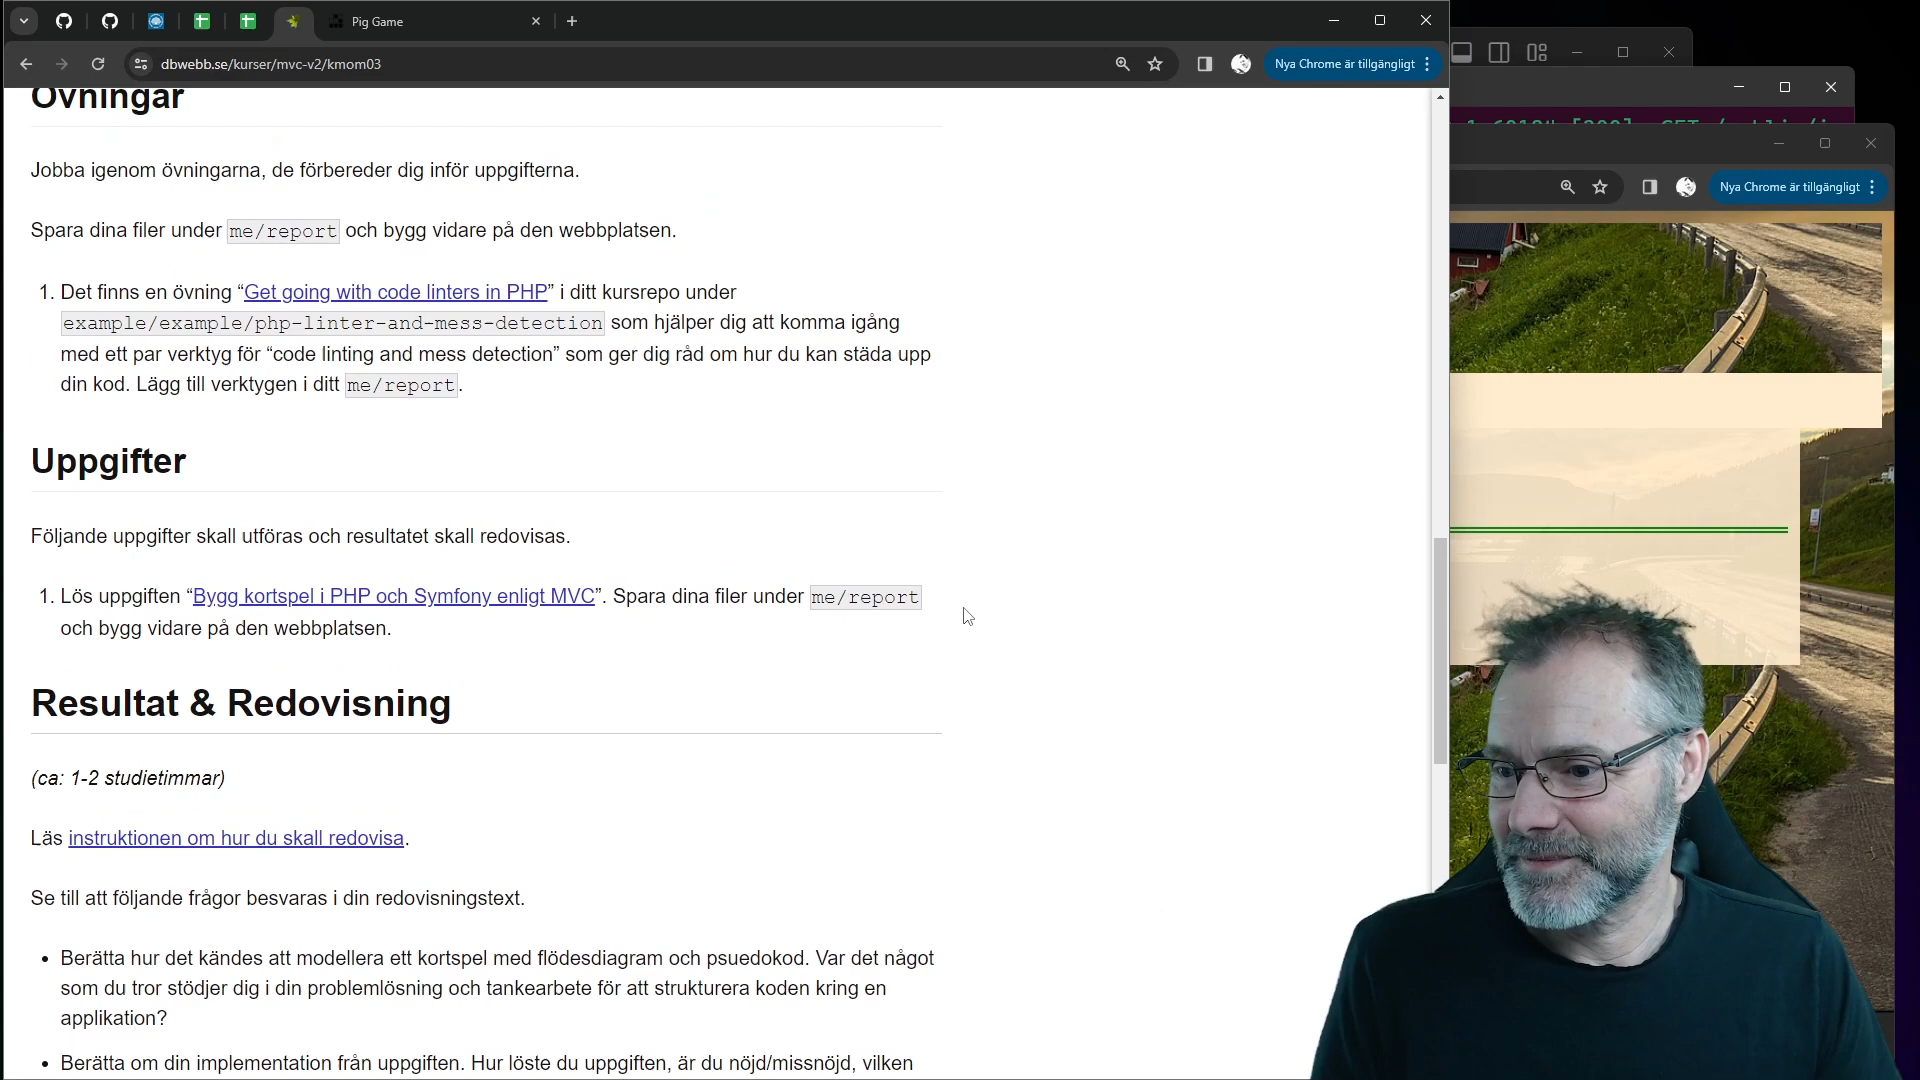 Pig Game
dbwebb.se/kurser/mvc-v2/kmom03
Nya Chrome är tillgängligt
Nya Chrome är tillgängligt
Övningar
Jobba igenom övningarna, de förbereder dig inför uppgifterna.
Spara dina filer under me/report och bygg vidare på den webbplatsen.
1. Det finns en övning “Get going with code linters in PHP” i ditt kursrepo under
example/example/php-linter-and-mess-detection som hjälper dig att komma igång
med ett par verktyg för “code linting and mess detection” som ger dig råd om hur du kan städa upp
din kod. Lägg till verktygen i ditt me/report.
Uppgifter
Följande uppgifter skall utföras och resultatet skall redovisas.
1. Lös uppgiften “Bygg kortspel i PHP och Symfony enligt MVC”. Spara dina filer under me/report
och bygg vidare på den webbplatsen.
Resultat & Redovisning
(ca: 1-2 studietimmar)
Läs instruktionen om hur du skall redovisa.
Se till att följande frågor besvaras i din redovisningstext.
• Berätta hur det kändes att modellera ett kortspel med flödesdiagram och psuedokod. Var det något
som du tror stödjer dig i din problemlösning och tankearbete för att strukturera koden kring en
applikation?
• Berätta om din implementation från uppgiften. Hur löste du uppgiften, är du nöjd/missnöjd, vilken